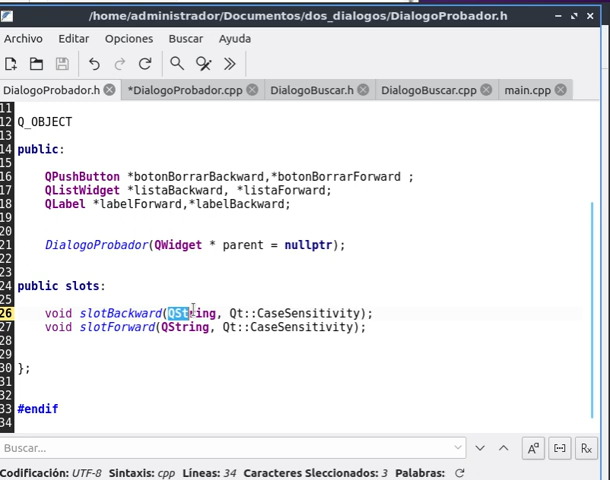 /home/administrador/Documentos/dos_dialogos/DialogoProbador.h
Archivo Editar Opciones Buscar Ayuda
DialogoProbador.h *DialogoProbador.cpp DialogoBuscar.h DialogoBuscar.cpp main.cpp
11
12 Q_OBJECT
13
14 public:
15
16 QPushButton *botonBorrarBackward,*botonBorrarForward ;
17 QListWidget *listaBackward, *listaForward;
18 QLabel *labelForward,*labelBackward;
19
20
21 DialogoProbador(QWidget * parent = nullptr);
22
23
24 public slots:
25
26 void slotBackward(QString, Qt::CaseSensitivity);
27 void slotForward(QString, Qt::CaseSensitivity);
28
29
30 };
31
32
33 #endif
34
Buscar...
Codificación: UTF-8 Sintaxis: cpp Líneas: 34 Caracteres Sleccionados: 3 Palabras: